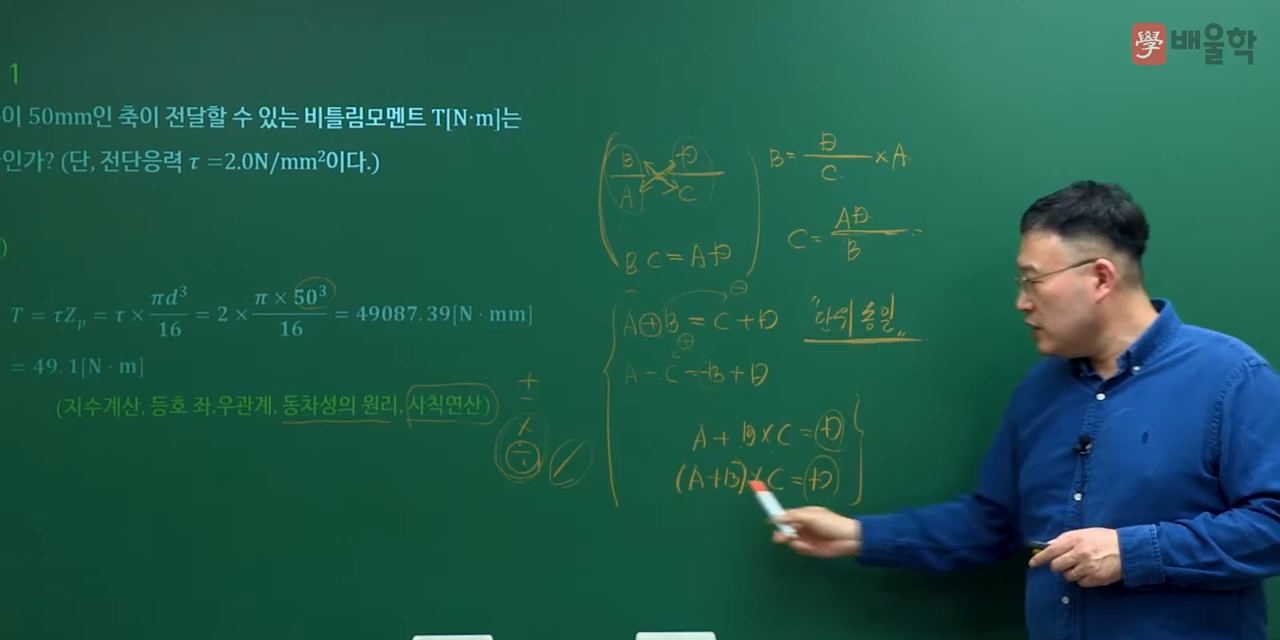 學 배울학
1
이 50mm인 축이 전달할 수 있는 비틀림모멘트 T[N·m]는
인가? (단, 전단응력 τ =2.0N/mm²이다.)
)
T = τZₚ = τ × πd³/16 = 2 × π × 50³/16 = 49087.39[N · mm]
= 49.1[N · m]
(지수계산, 등호 좌,우관계, 동차성의 원리, 사칙연산)
+
-
×
÷ /
B/A D/C
BC = AD
B = D/C × A
C = AD/B
A + B = C + D
⊖
⊕
"단위 동일"
A - C = -B + D
A + B × C = D
(A + B) × C = D